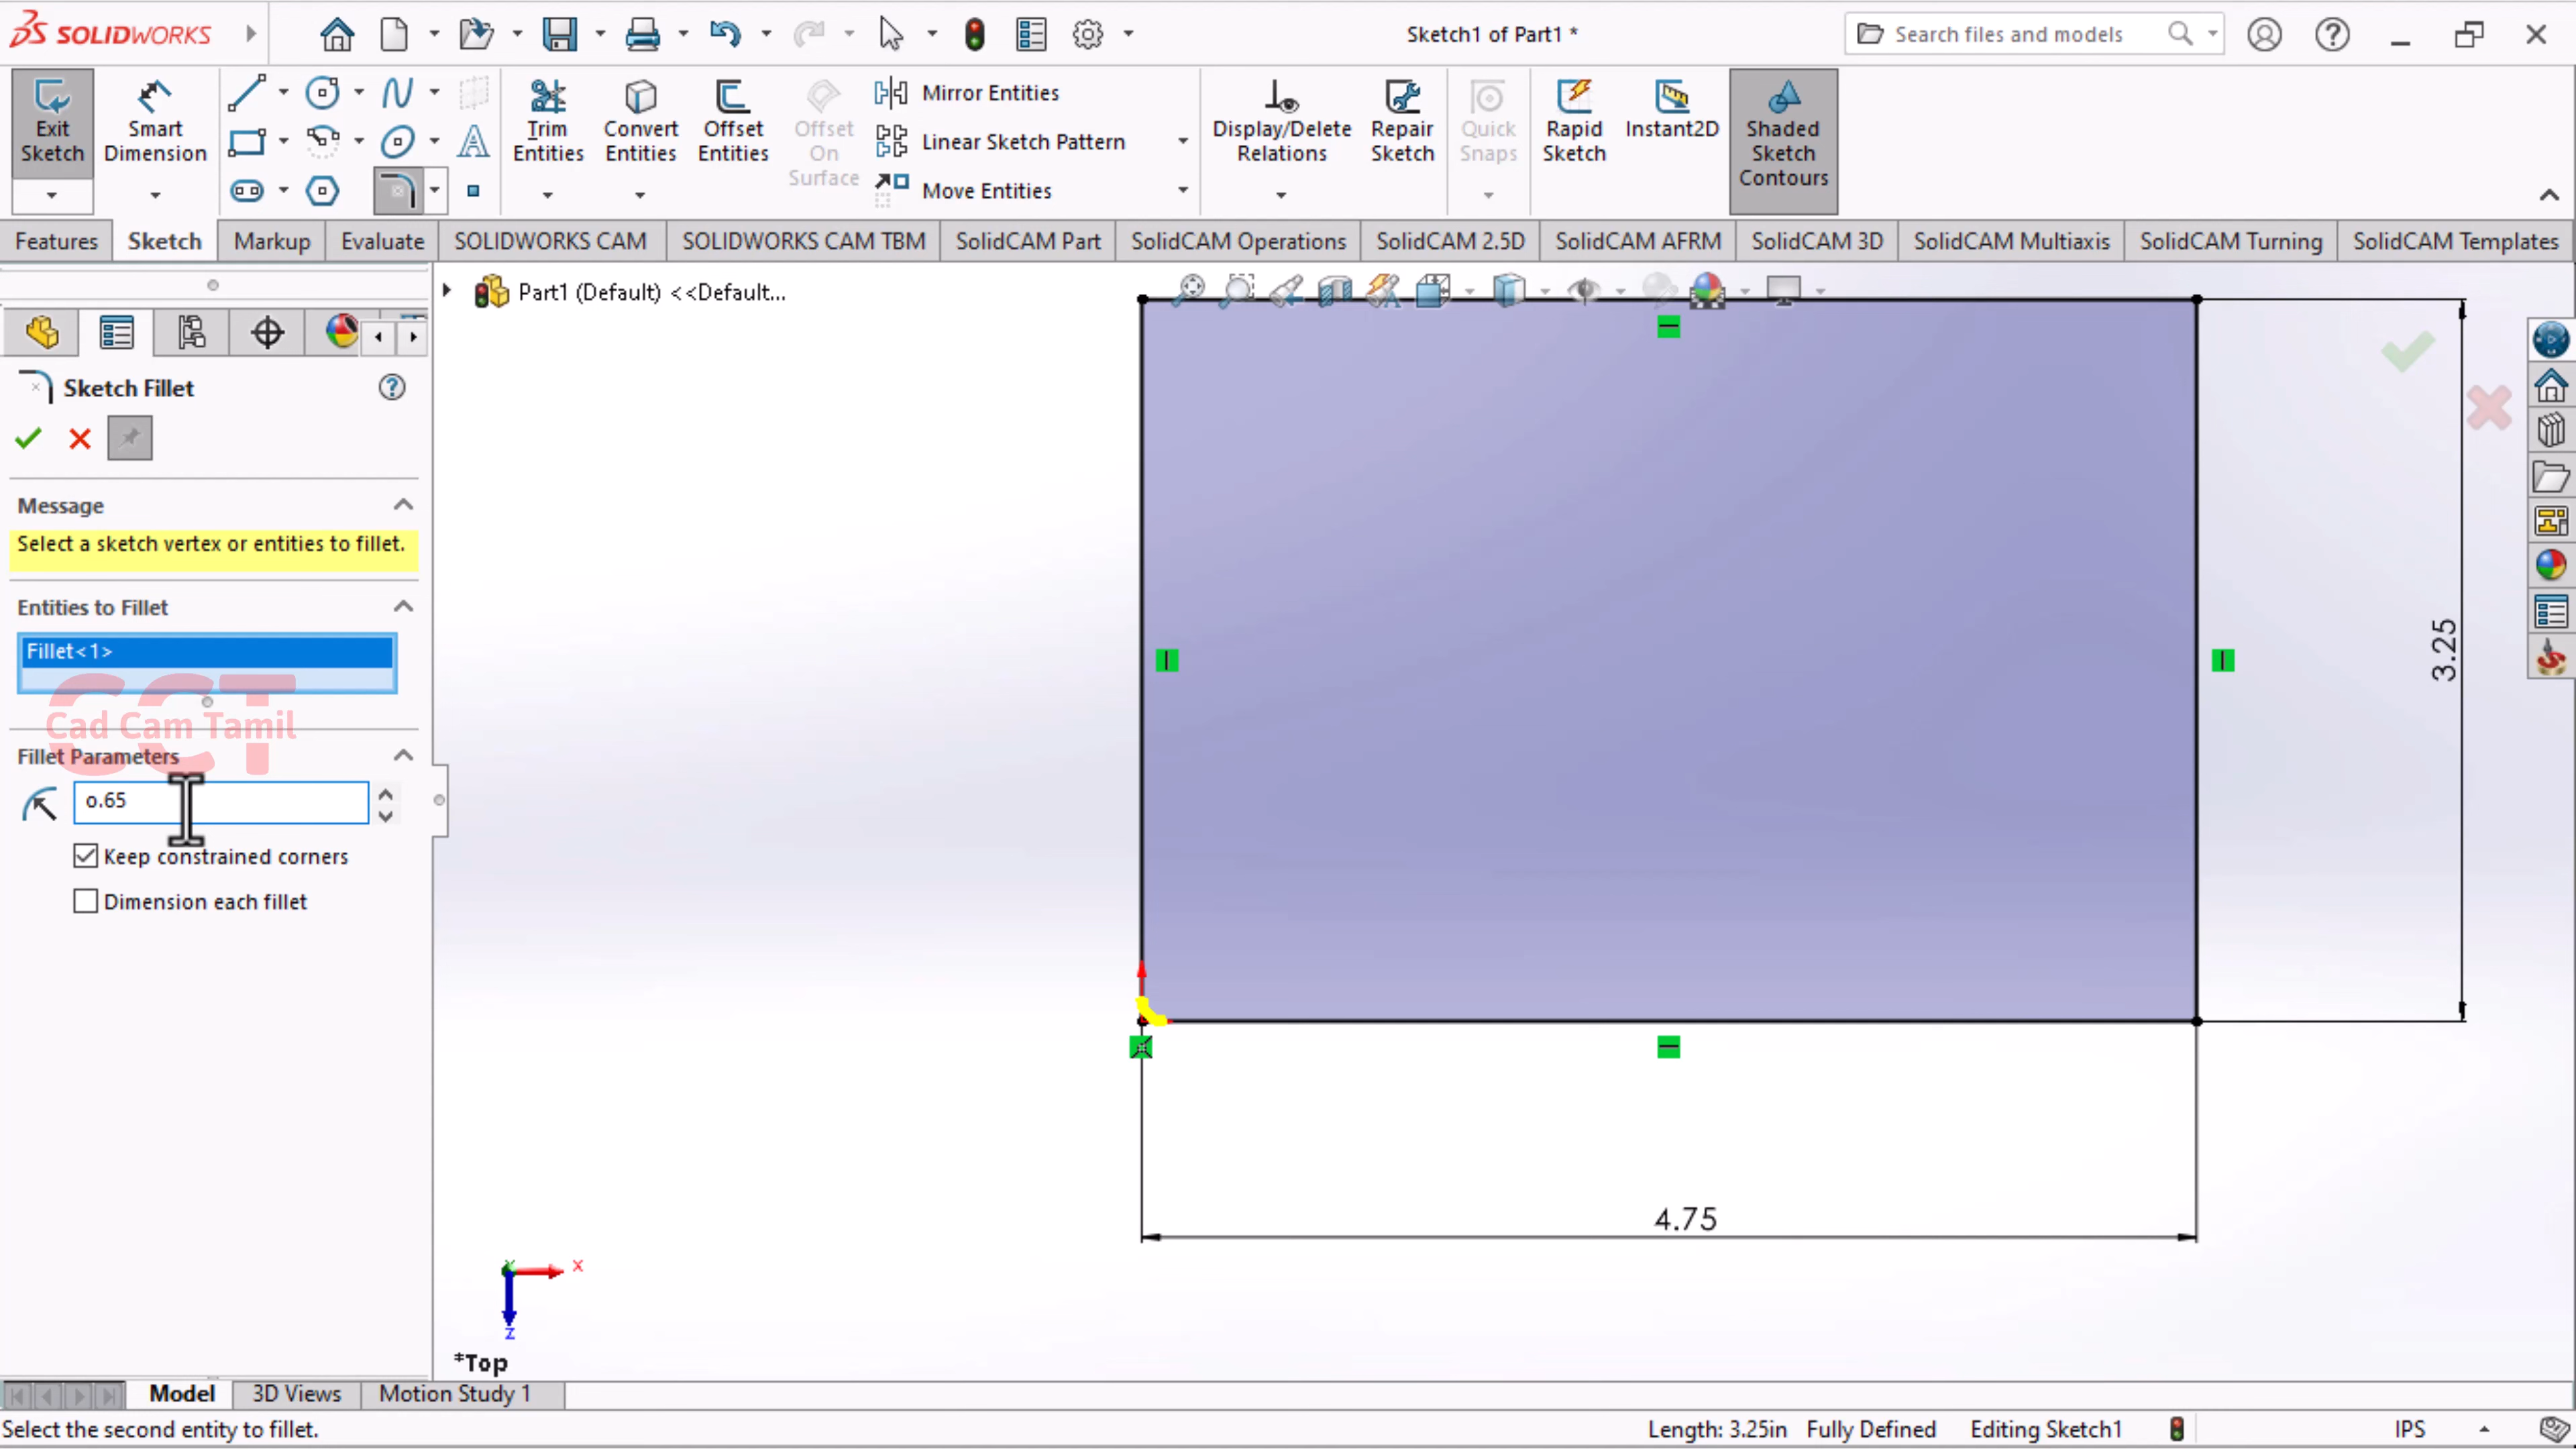 SOLIDWORKS
Sketch1 of Part1 *
Search files and models
Exit Sketch
Smart Dimension
Trim Entities
Convert Entities
Offset Entities
Offset On Surface
Mirror Entities
Linear Sketch Pattern
Move Entities
Display/Delete Relations
Repair Sketch
Quick Snaps
Rapid Sketch
Instant2D
Shaded Sketch Contours
Features
Sketch
Markup
Evaluate
SOLIDWORKS CAM
SOLIDWORKS CAM TBM
SolidCAM Part
SolidCAM Operations
SolidCAM 2.5D
SolidCAM AFRM
SolidCAM 3D
SolidCAM Multiaxis
SolidCAM Turning
SolidCAM Templates
Part1 (Default) <<Default...
Sketch Fillet
Message
Select a sketch vertex or entities to fillet.
Entities to Fillet
Fillet<1>
CCT
Cad Cam Tamil
Fillet Parameters
o.65
Keep constrained corners
Dimension each fillet
3.25
4.75
X
Z
*Top
Model
3D Views
Motion Study 1
Select the second entity to fillet.
Length: 3.25in
Fully Defined
Editing Sketch1
IPS